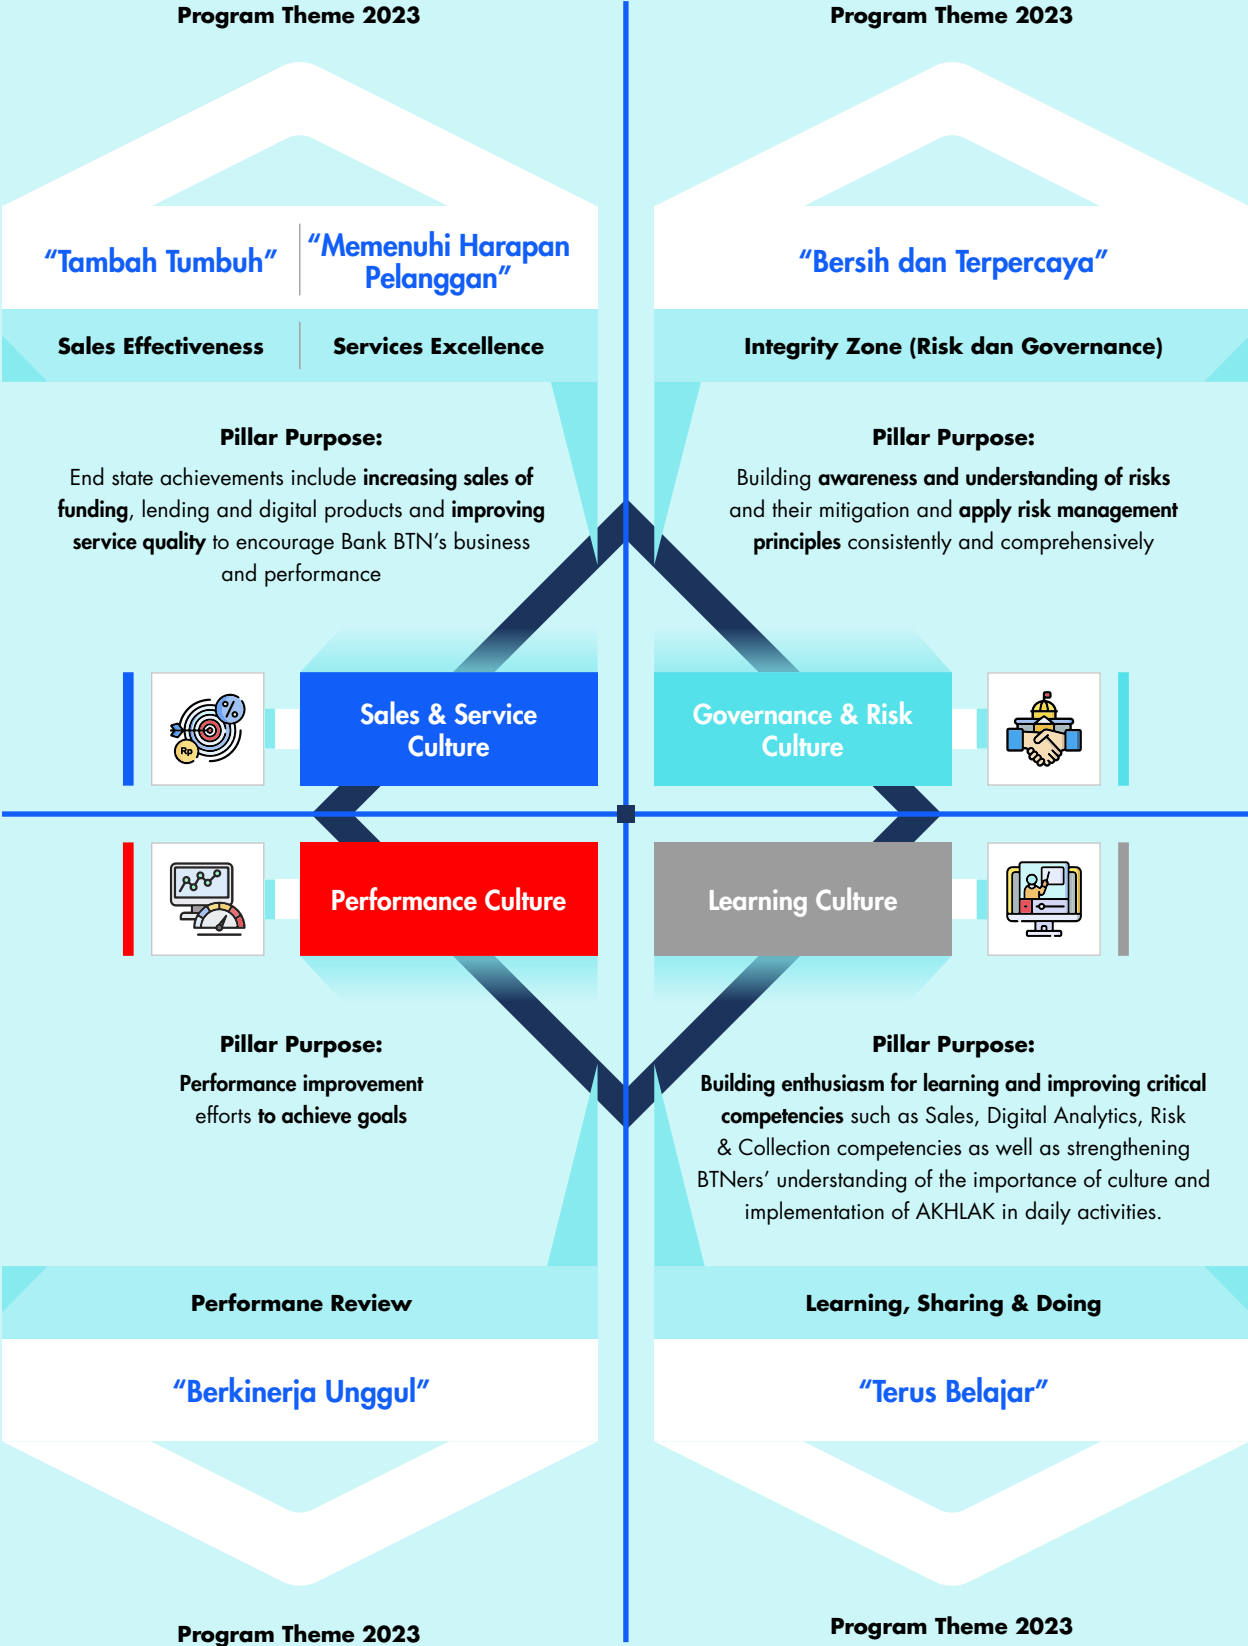 Program Theme 2023
“Tambah Tumbuh”
“Memenuhi Harapan
Pelanggan”
Sales Effectiveness
Services Excellence
Pillar Purpose:
End state achievements include increasing sales of
funding, lending and digital products and improving
service quality to encourage Bank BTN’s business
and performance
Rp
%
Sales & Service
Culture
Program Theme 2023
“Bersih dan Terpercaya”
Integrity Zone (Risk dan Governance)
Pillar Purpose:
Building awareness and understanding of risks
and their mitigation and apply risk management
principles consistently and comprehensively
Governance & Risk
Culture
Performance Culture
Pillar Purpose:
Performance improvement
efforts to achieve goals
Performane Review
“Berkinerja Unggul”
Program Theme 2023
Learning Culture
Pillar Purpose:
Building enthusiasm for learning and improving critical
competencies such as Sales, Digital Analytics, Risk
& Collection competencies as well as strengthening
BTNers’ understanding of the importance of culture and
implementation of AKHLAK in daily activities.
Learning, Sharing & Doing
“Terus Belajar”
Program Theme 2023